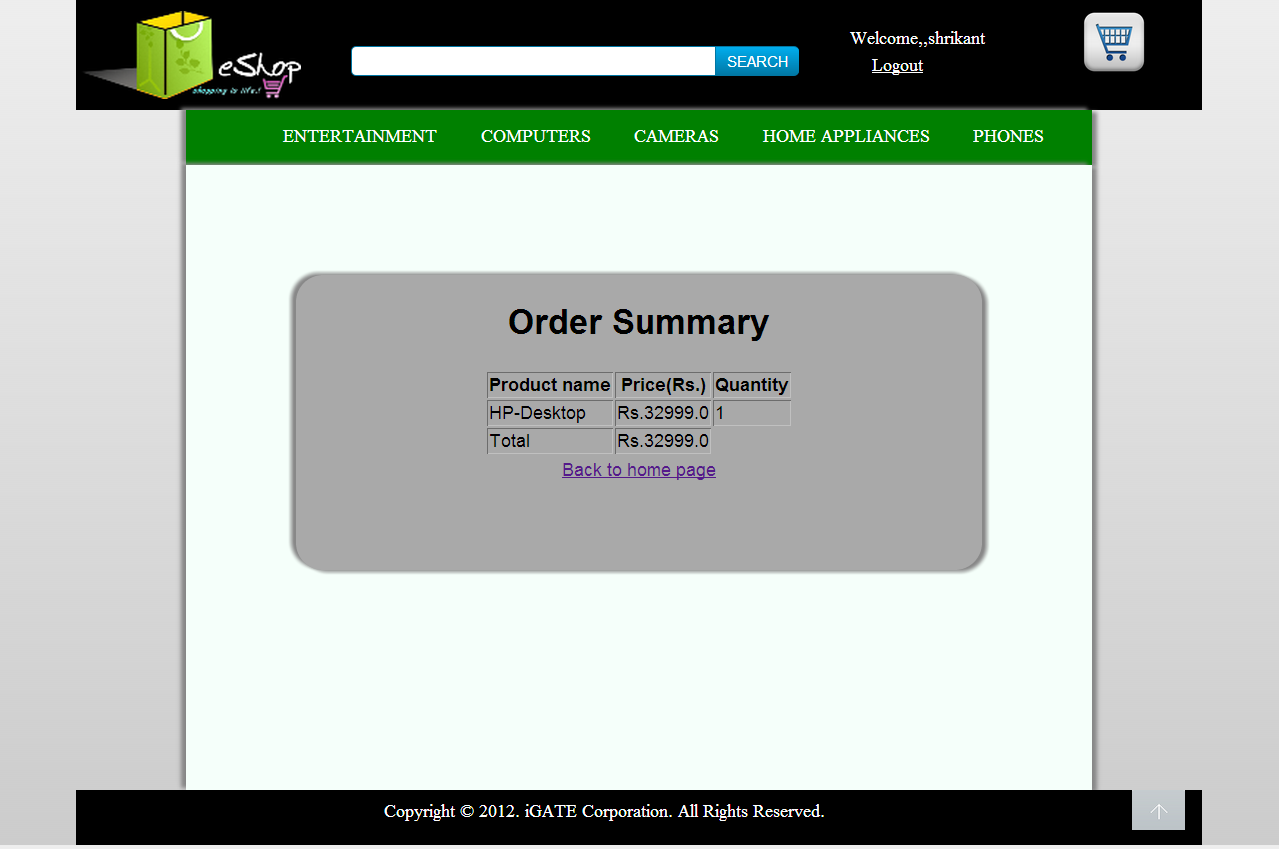 eShop
shopping is life.!
SEARCH
Welcome,,shrikant
Logout
ENTERTAINMENT COMPUTERS CAMERAS HOME APPLIANCES PHONES
Order Summary
Product name Price(Rs.) Quantity
HP-Desktop Rs.32999.0 1
Total Rs.32999.0
Back to home page
Copyright © 2012. iGATE Corporation. All Rights Reserved.